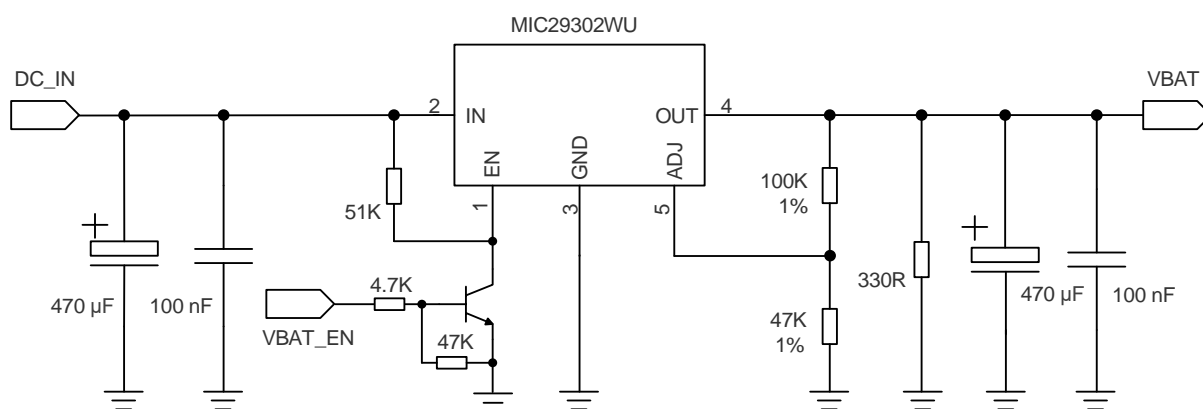 MIC29302WU
DC_IN
VBAT
2
IN
OUT
4
EN
GND
ADJ
1
3
5
51K
100K
1%
+
+
470 µF
100 nF
4.7K
VBAT_EN
47K
330R
47K
1%
470 µF
100 nF